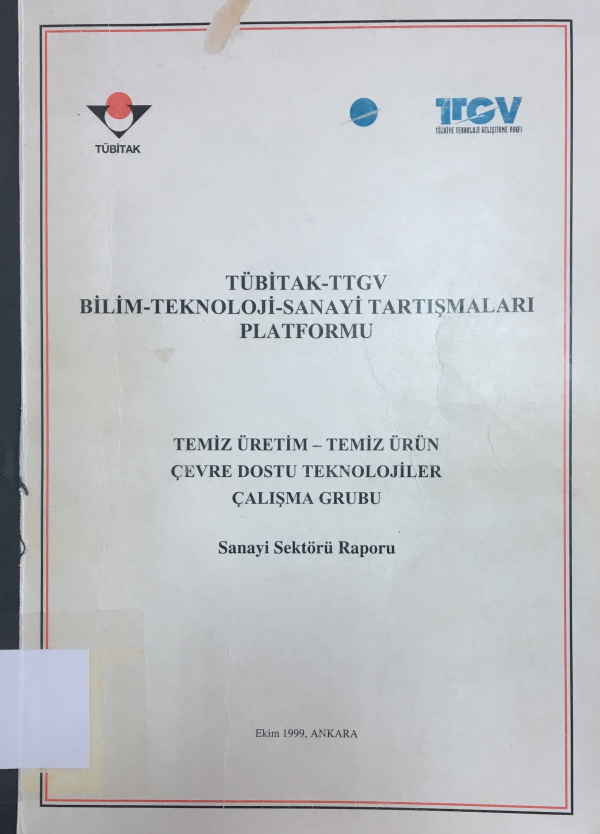 TÜBİTAK
TTGV
TÜRKİYE TEKNOLOJİ GELİŞTİRME VAKFI
TÜBİTAK-TTGV
BİLİM-TEKNOLOJİ-SANAYİ TARTIŞMALARI
PLATFORMU
TEMİZ ÜRETİM – TEMİZ ÜRÜN
ÇEVRE DOSTU TEKNOLOJİLER
ÇALIŞMA GRUBU
Sanayi Sektörü Raporu
Ekim 1999, ANKARA